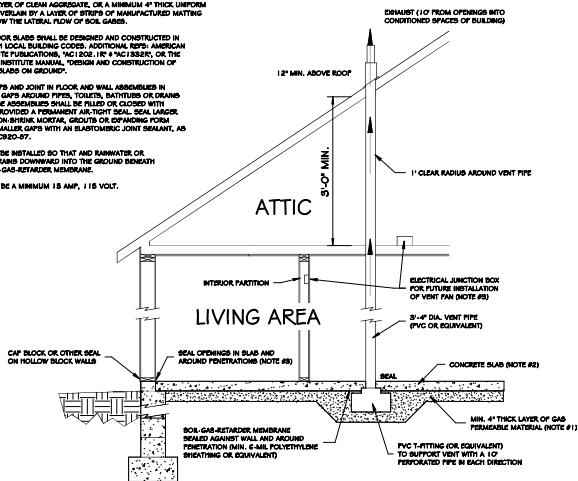 YER OF CLEAN AGGREGATE, OR A MINIMUM 4" THICK UNIFORM
OVERLAIN BY A LAYER OF STRIPS OF MANUFACTURED MATTING
OW THE LATERAL FLOW OF SOIL GASES.
OOR SLABS SHALL BE DESIGNED AND CONSTRUCTED IN
LOCAL BUILDING CODES. ADDITIONAL REFS: AMERICAN
TE PUBLICATIONS, "AC1202.1R" & "AC1332R", OR THE
INSTITUTE MANUAL, "DESIGN AND CONSTRUCTION OF
SLABS ON GROUND".
PS AND JOINT IN FLOOR AND WALL ASSEMBLIES IN
GAPS AROUND PIPES, TOILETS, BATHTUBS OR DRAINS
E ASSEMBLIES SHALL BE FILLED OR CLOSED WITH
PROVIDED A PERMANENT AIR-TIGHT SEAL. SEAL LARGER
ON-SHRINK MORTAR, GROUTS OR EXPANDING FOAM
MALLER GAPS WITH AN ELASTOMERIC JOINT SEALANT, AS
C920-87.
BE INSTALLED SO THAT AND RAINWATER OR
RAINS DOWNWARD INTO THE GROUND BENEATH
-GAS-RETARDER MEMBRANE.
BE A MINIMUM 15 AMP, 115 VOLT.
EXHAUST (10' FROM OPENINGS INTO
CONDITIONED SPACES OF BUILDING)
12" MIN. ABOVE ROOF
3'-0" MIN.
1' CLEAR RADIUS AROUND VENT PIPE
ATTIC
INTERIOR PARTITION
ELECTRICAL JUNCTION BOX
FOR FUTURE INSTALLATION
OF VENT FAN (NOTE #5)
LIVING AREA
3'-4" DIA. VENT PIPE
(PVC OR EQUIVALENT)
CAP BLOCK OR OTHER SEAL
ON HOLLOW BLOCK WALLS
SEAL OPENINGS IN SLAB AND
AROUND PENETRATIONS (NOTE #3)
SEAL
CONCRETE SLAB (NOTE #2)
SOIL-GAS-RETARDER MEMBRANE
SEALED AGAINST WALL AND AROUND
PENETRATION (MIN. 6-MIL POLYETHYLENE
SHEATHING OR EQUIVALENT)
PVC T-FITTING (OR EQUIVALENT)
TO SUPPORT VENT WITH A 10'
PERFORATED PIPE IN EACH DIRECTION
MIN. 4" THICK LAYER OF GAS
PERMEABLE MATERIAL (NOTE #1)